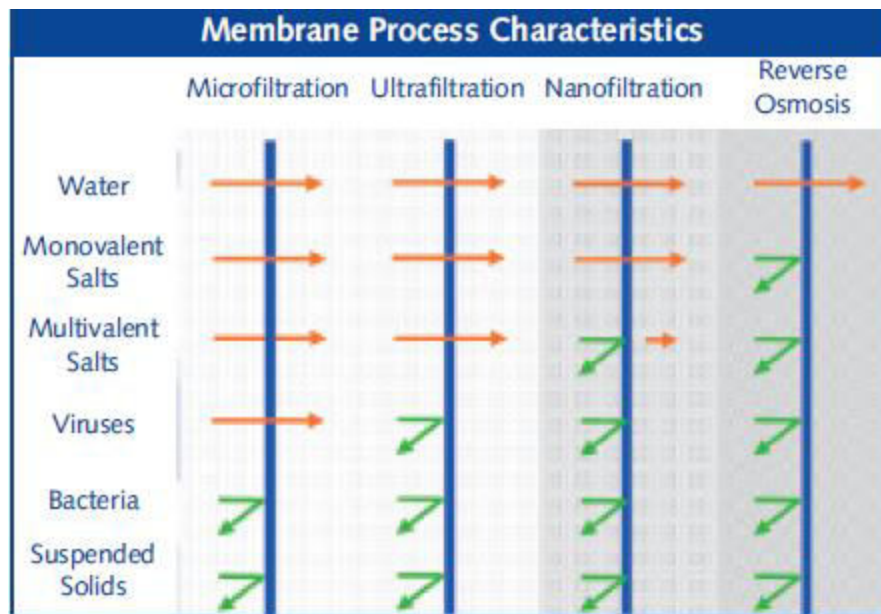 Membrane Process Characteristics
Microfiltration Ultrafiltration Nanofiltration Reverse
Osmosis
Water
Monovalent
Salts
Multivalent
Salts
Viruses
Bacteria
Suspended
Solids